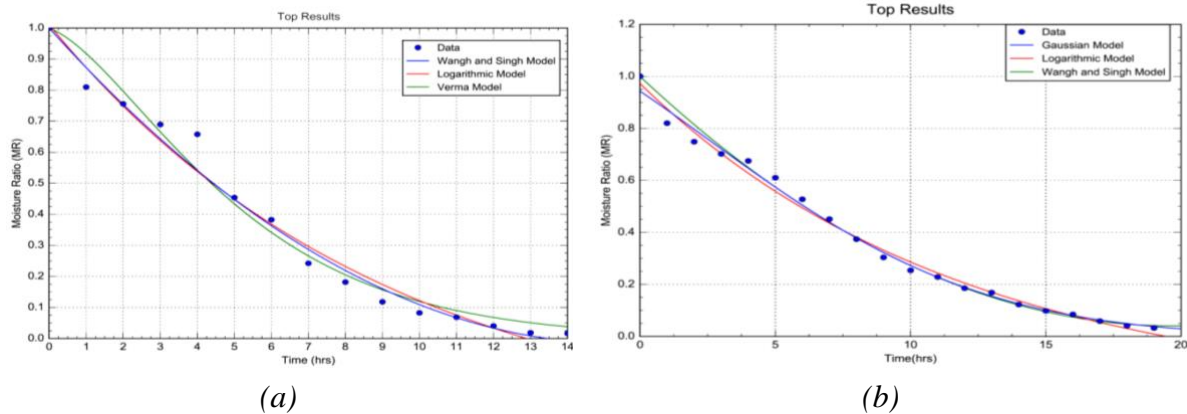 Top Results
1.0
0.9
0.8
0.7
0.6
0.5
0.4
0.3
0.2
0.1
0.0
Moisture Ratio (MR)
Data
Wangh and Singh Model
Logarithmic Model
Verma Model
0 1 2 3 4 5 6 7 8 9 10 11 12 13 14
Time (hrs)
(a)
Top Results
1.2
1.0
0.8
0.6
0.4
0.2
0.0
Moisture Ratio (MR)
Data
Gaussian Model
Logarithmic Model
Wangh and Singh Model
0 5 10 15 20
Time(hrs)
(b)